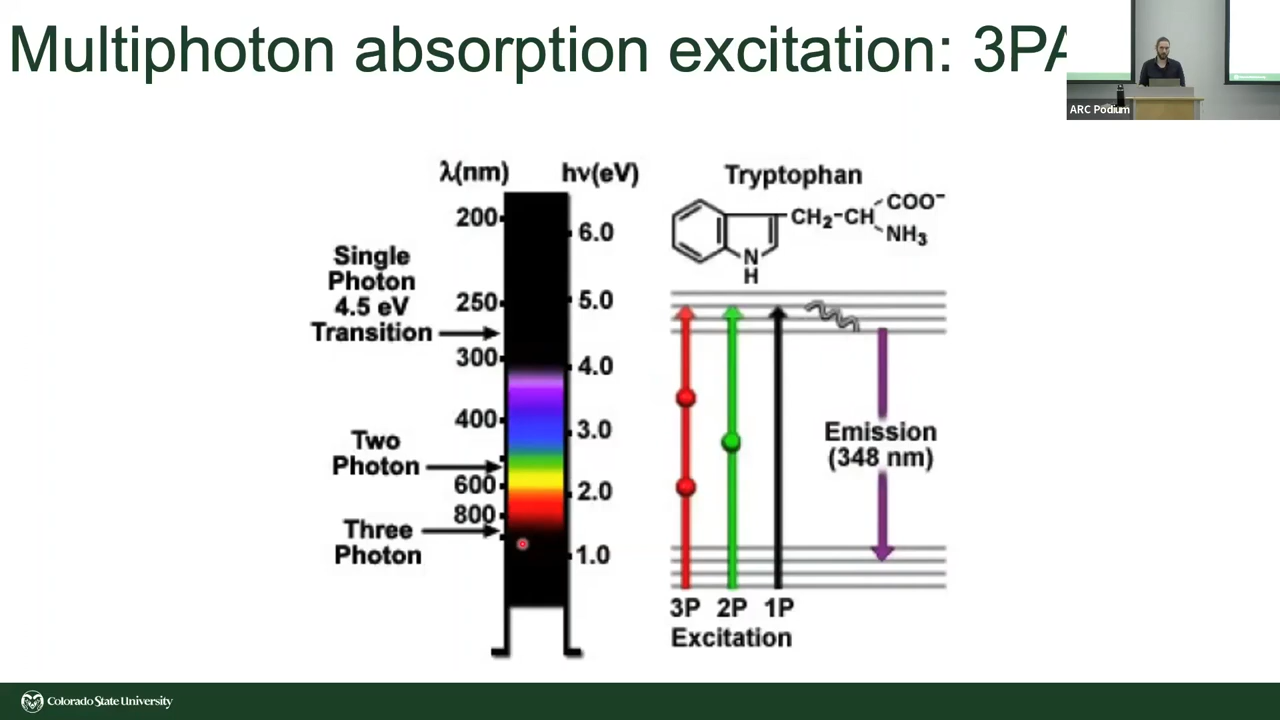 Multiphoton absorption excitation: 3PA
ARC Podium
λ(nm)
hν(eV)
200
250
300
400
600
800
6.0
5.0
4.0
3.0
2.0
1.0
Single
Photon
4.5 eV
Transition
Two
Photon
Three
Photon
Tryptophan
CH₂-CH
COO⁻
NH₃
N
H
Emission
(348 nm)
3P 2P 1P
Excitation
Colorado State University